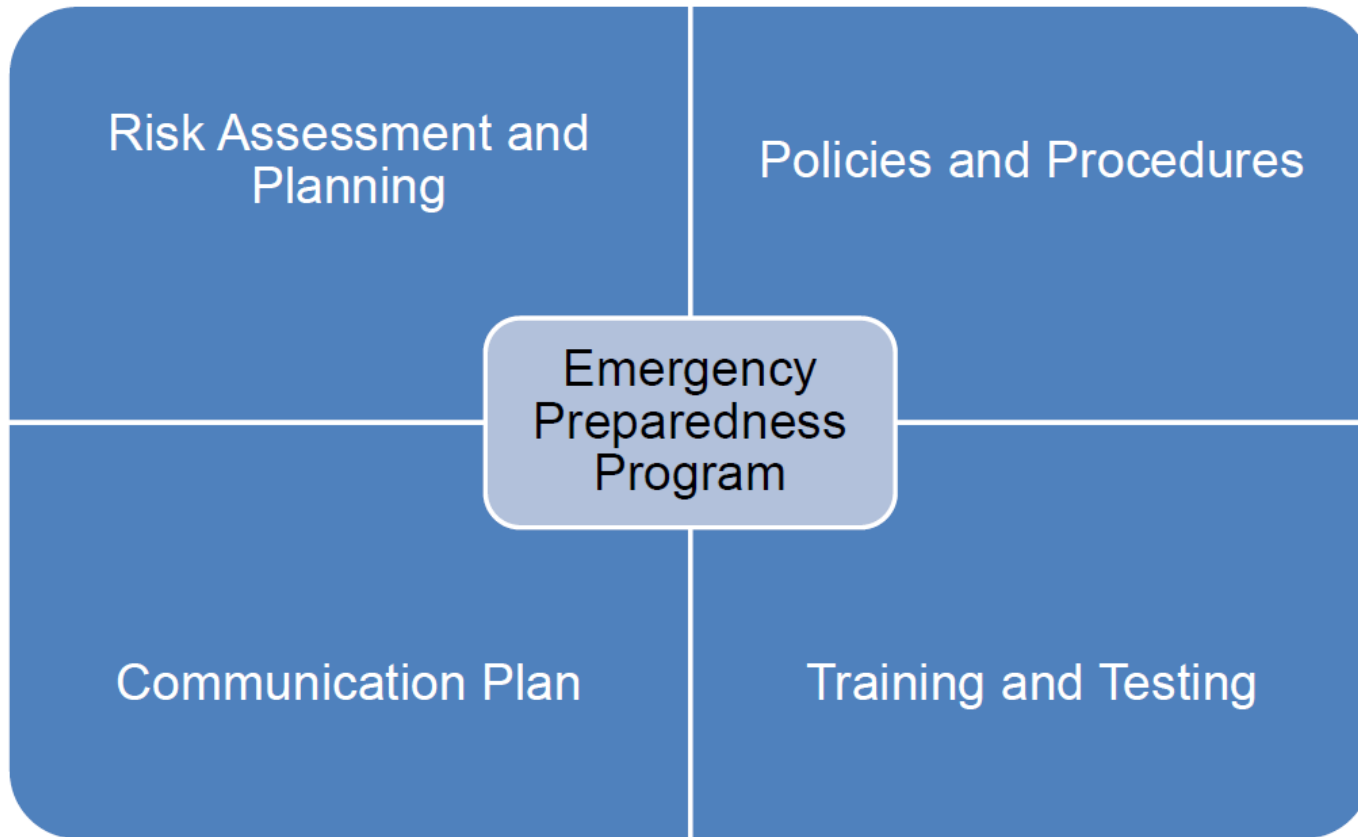 Risk Assessment and
Planning
Policies and Procedures
Emergency
Preparedness
Program
Communication Plan
Training and Testing